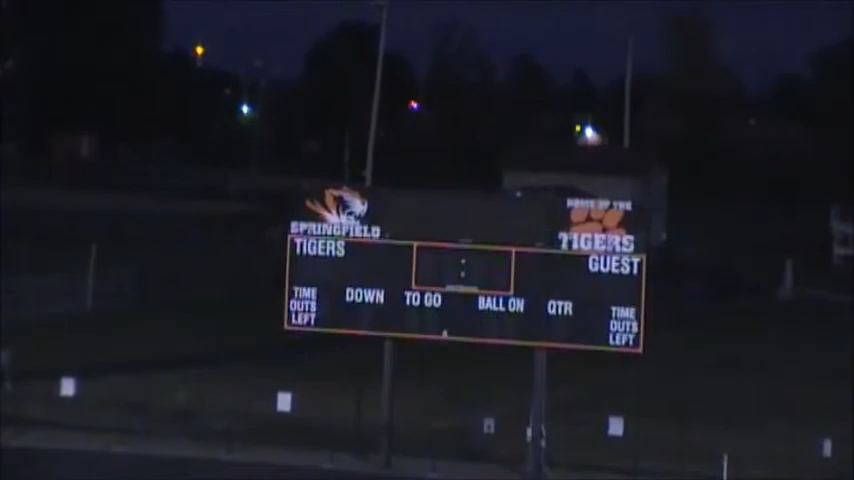 SPRINGFIELD
HOME OF THE
TIGERS
TIGERS
GUEST
TIME
OUTS
LEFT
DOWN
TO GO
BALL ON
QTR
TIME
OUTS
LEFT